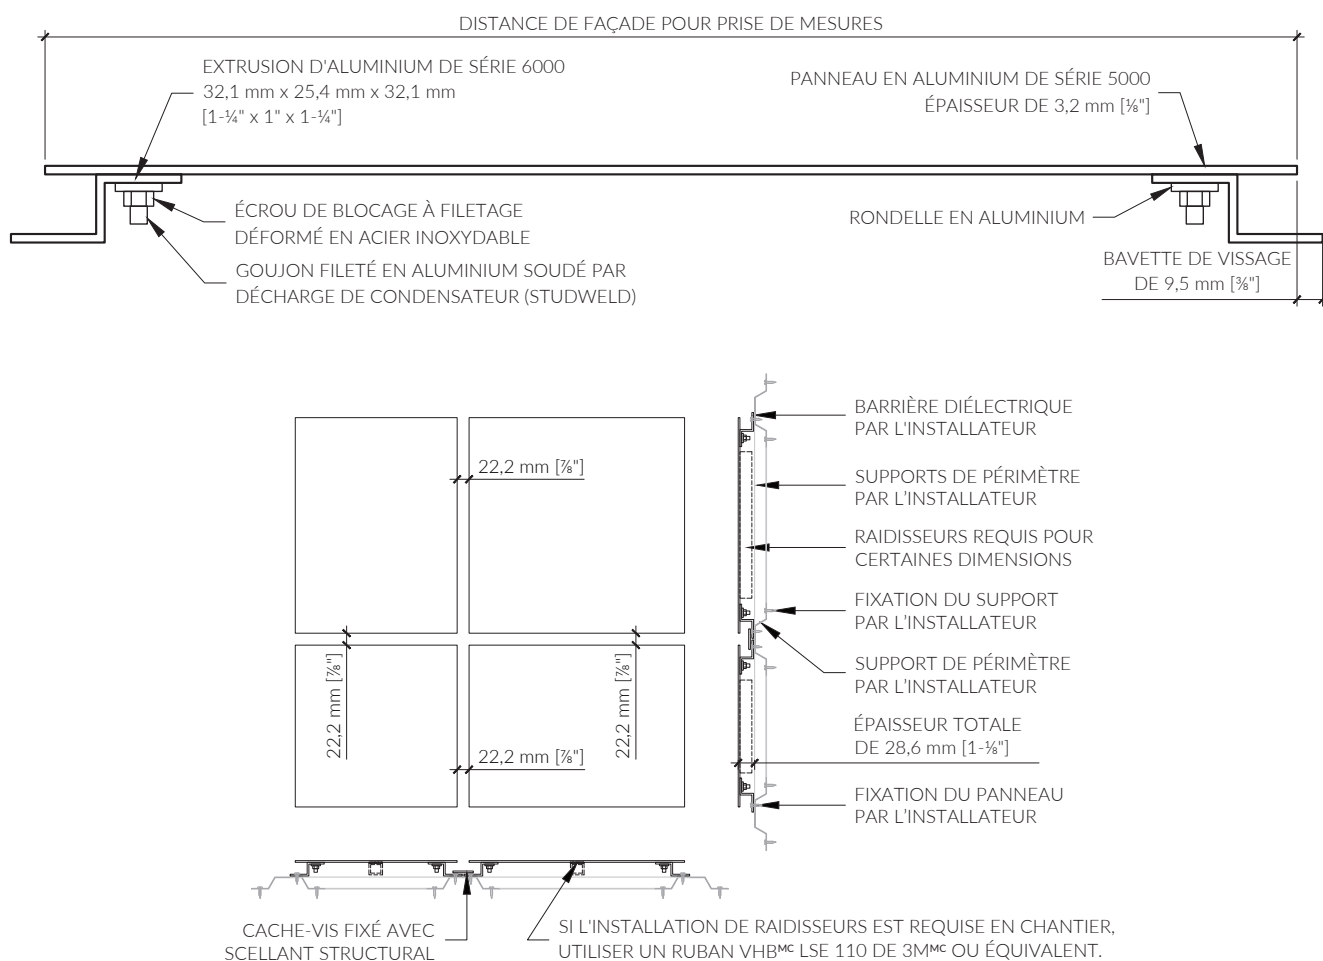 DISTANCE DE FAÇADE POUR PRISE DE MESURES
EXTRUSION D'ALUMINIUM DE SÉRIE 6000
32,1 mm x 25,4 mm x 32,1 mm
[1-¼" x 1" x 1-¼"]
PANNEAU EN ALUMINIUM DE SÉRIE 5000
ÉPAISSEUR DE 3,2 mm [⅛"]
ÉCROU DE BLOCAGE À FILETAGE
DÉFORMÉ EN ACIER INOXYDABLE
GOUJON FILETÉ EN ALUMINIUM SOUDÉ PAR
DÉCHARGE DE CONDENSATEUR (STUDWELD)
RONDELLE EN ALUMINIUM
BAVETTE DE VISSAGE
DE 9,5 mm [⅜"]
22,2 mm [⅞"]
22,2 mm [⅞"]
22,2 mm [⅞"]
22,2 mm [⅞"]
BARRIÈRE DIÉLECTRIQUE
PAR L'INSTALLATEUR
SUPPORTS DE PÉRIMÈTRE
PAR L’INSTALLATEUR
RAIDISSEURS REQUIS POUR
CERTAINES DIMENSIONS
FIXATION DU SUPPORT
PAR L’INSTALLATEUR
SUPPORT DE PÉRIMÈTRE
PAR L’INSTALLATEUR
ÉPAISSEUR TOTALE
DE 28,6 mm [1-⅛"]
FIXATION DU PANNEAU
PAR L’INSTALLATEUR
CACHE-VIS FIXÉ AVEC
SCELLANT STRUCTURAL
SI L'INSTALLATION DE RAIDISSEURS EST REQUISE EN CHANTIER,
UTILISER UN RUBAN VHBᴹᶜ LSE 110 DE 3Mᴹᶜ OU ÉQUIVALENT.